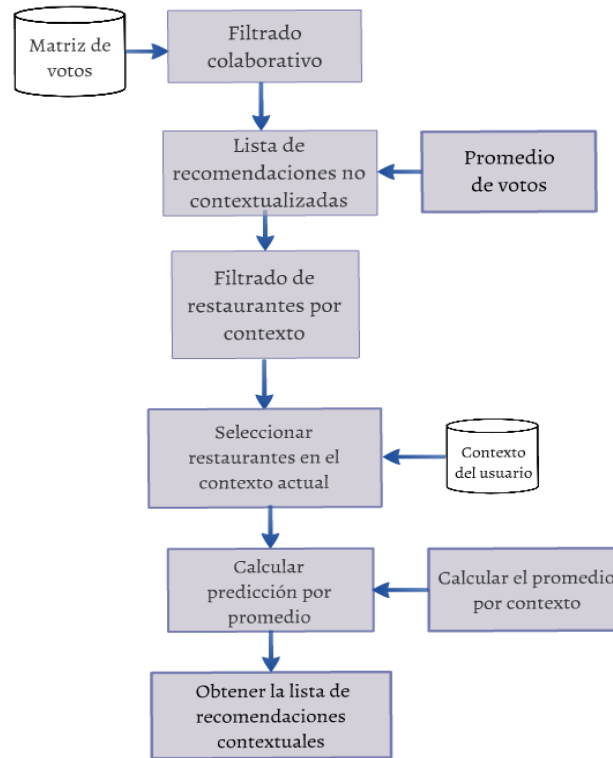 Matriz de
votos
Filtrado
colaborativo
Lista de
recomendaciones no
contextualizadas
Promedio
de votos
Filtrado de
restaurantes por
contexto
Seleccionar
restaurantes en el
contexto actual
Contexto
del usuario
Calcular
predicción por
promedio
Calcular el promedio
por contexto
Obtener la lista de
recomendaciones
contextuales